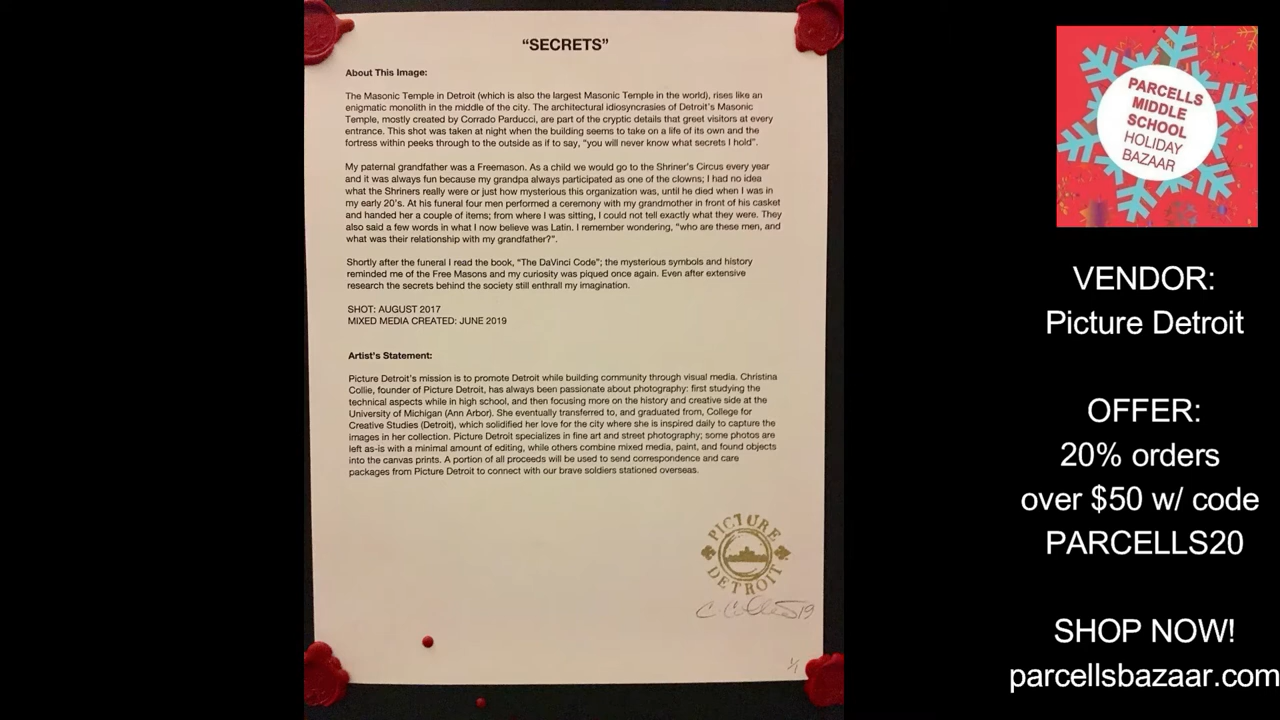 “SECRETS”
About This Image:
The Masonic Temple in Detroit (which is also the largest Masonic Temple in the world), rises like an
enigmatic monolith in the middle of the city. The architectural idiosyncrasies of Detroit's Masonic
Temple, mostly created by Corrado Parducci, are part of the cryptic details that greet visitors at every
entrance. This shot was taken at night when the building seems to take on a life of its own and the
fortress within peeks through to the outside as if to say, “you will never know what secrets I hold”.
My paternal grandfather was a Freemason. As a child we would go to the Shriner's Circus every year
and it was always fun because my grandpa always participated as one of the clowns; I had no idea
what the Shriners really were or just how mysterious this organization was, until he died when I was in
my early 20's. At his funeral four men performed a ceremony with my grandmother in front of his casket
and handed her a couple of items; from where I was sitting, I could not tell exactly what they were. They
also said a few words in what I now believe was Latin. I remember wondering, “who are these men, and
what was their relationship with my grandfather?”.
Shortly after the funeral I read the book, “The DaVinci Code”; the mysterious symbols and history
reminded me of the Free Masons and my curiosity was piqued once again. Even after extensive
research the secrets behind the society still enthrall my imagination.
SHOT: AUGUST 2017
MIXED MEDIA CREATED: JUNE 2019
Artist's Statement:
Picture Detroit's mission is to promote Detroit while building community through visual media. Christina
Collie, founder of Picture Detroit, has always been passionate about photography: first studying the
technical aspects while in high school, and then focusing more on the history and creative side at the
University of Michigan (Ann Arbor). She eventually transferred to, and graduated from, College for
Creative Studies (Detroit), which solidified her love for the city where she is inspired daily to capture the
images in her collection. Picture Detroit specializes in fine art and street photography; some photos are
left as-is with a minimal amount of editing, while others combine mixed media, paint, and found objects
into the canvas prints. A portion of all proceeds will be used to send correspondence and care
packages from Picture Detroit to connect with our brave soldiers stationed overseas.
PICTURE
DETROIT
C Collie 19
1/1
PARCELLS
MIDDLE
SCHOOL
HOLIDAY
BAZAAR
VENDOR:
Picture Detroit
OFFER:
20% orders
over $50 w/ code
PARCELLS20
SHOP NOW!
parcellsbazaar.com